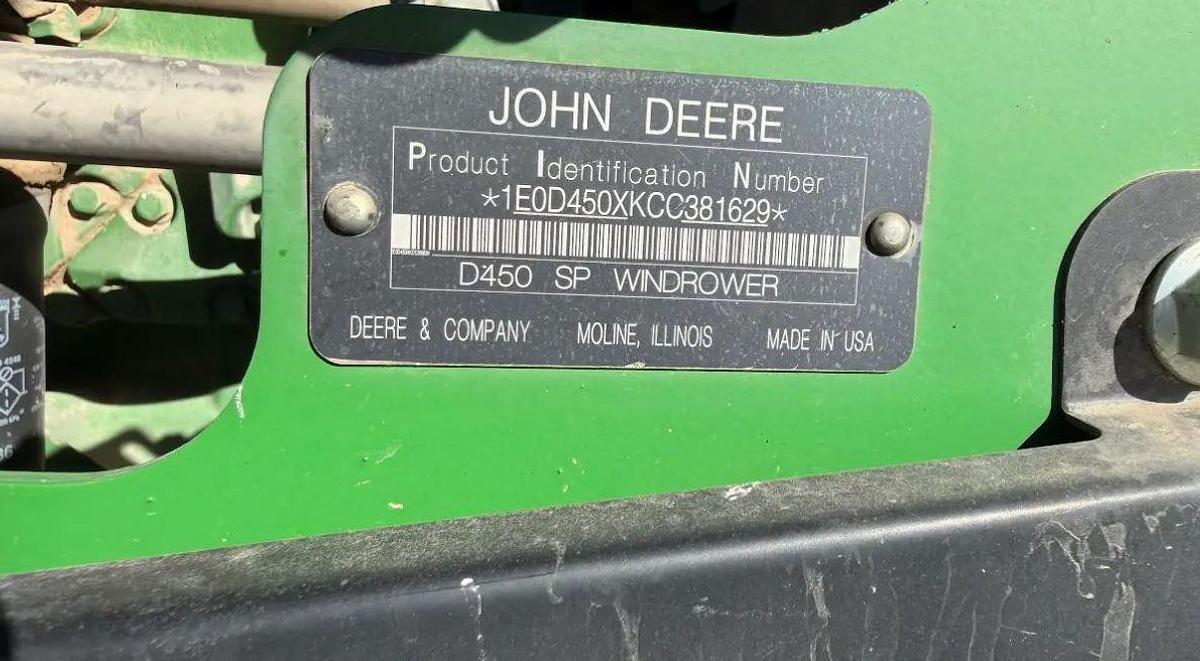 JOHN DEERE
Product Identification Number
*1E0D450XKCC381629*
D450 SP WINDROWER
DEERE & COMPANY MOLINE, ILLINOIS MADE IN USA